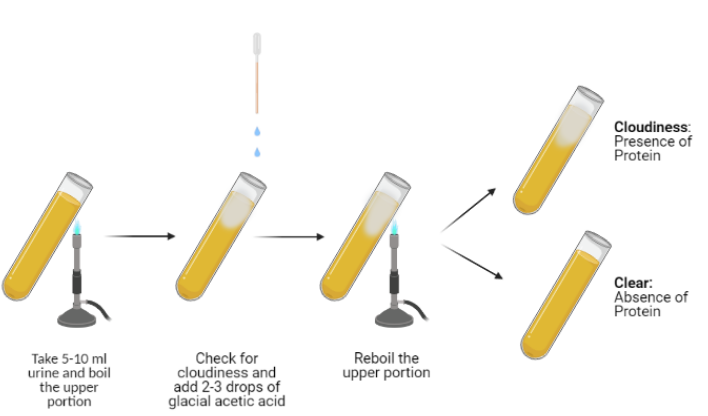 Cloudiness:
Presence of
Protein
Clear:
Absence of
Protein
Take 5-10 ml
urine and boil
the upper
portion
Check for
cloudiness and
add 2-3 drops of
glacial acetic acid
Reboil the
upper portion